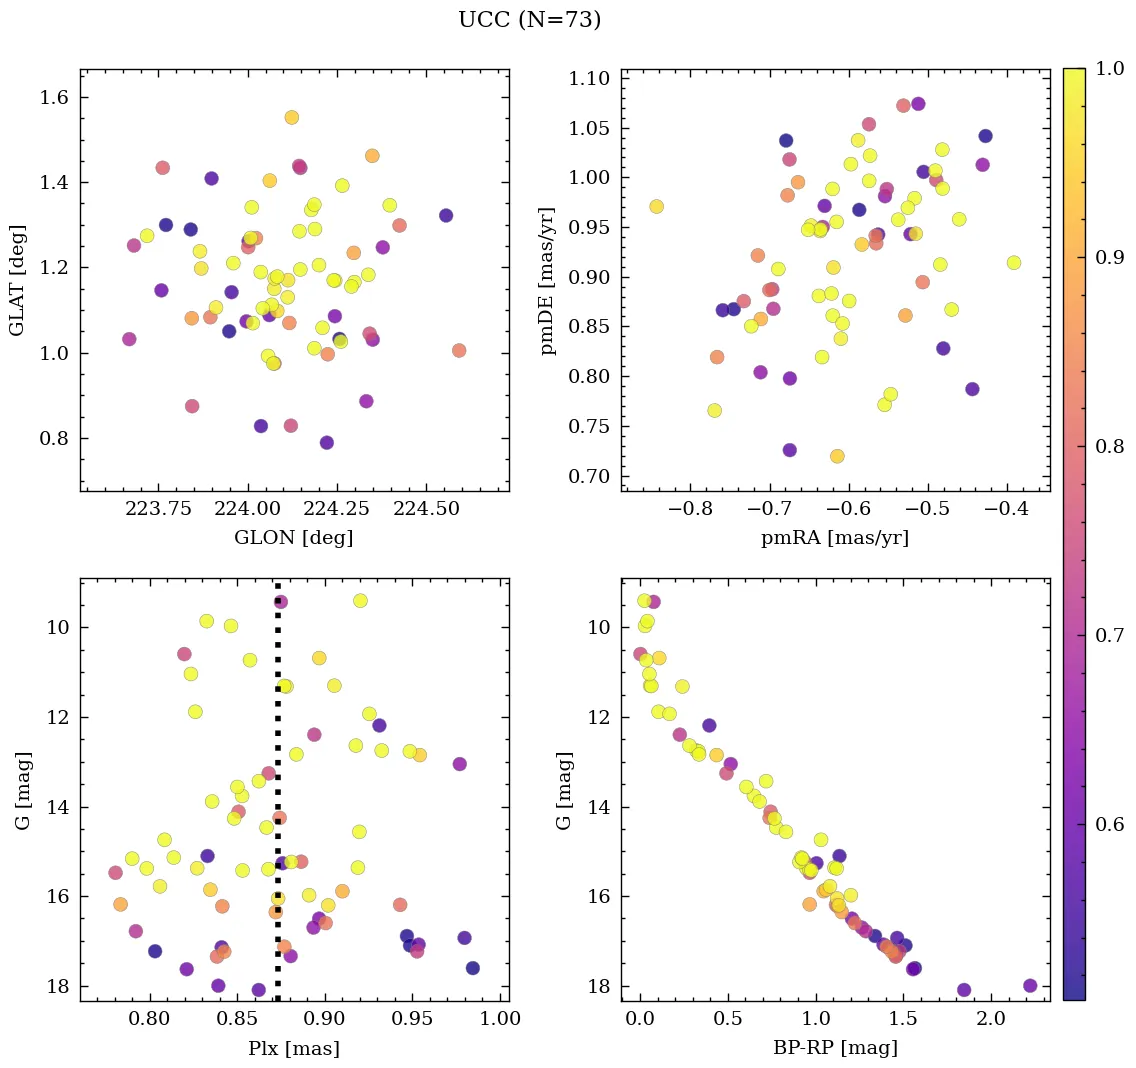 UCC (N=73)
1.6
1.4
1.2
1.0
0.8
GLAT [deg]
223.75 224.00 224.25 224.50
GLON [deg]
1.10
1.05
1.00
0.95
0.90
0.85
0.80
0.75
0.70
pmDE [mas/yr]
−0.8 −0.7 −0.6 −0.5 −0.4
pmRA [mas/yr]
1.0
0.9
0.8
0.7
0.6
10
12
14
16
18
G [mag]
0.80 0.85 0.90 0.95 1.00
Plx [mas]
10
12
14
16
18
G [mag]
0.0 0.5 1.0 1.5 2.0
BP-RP [mag]